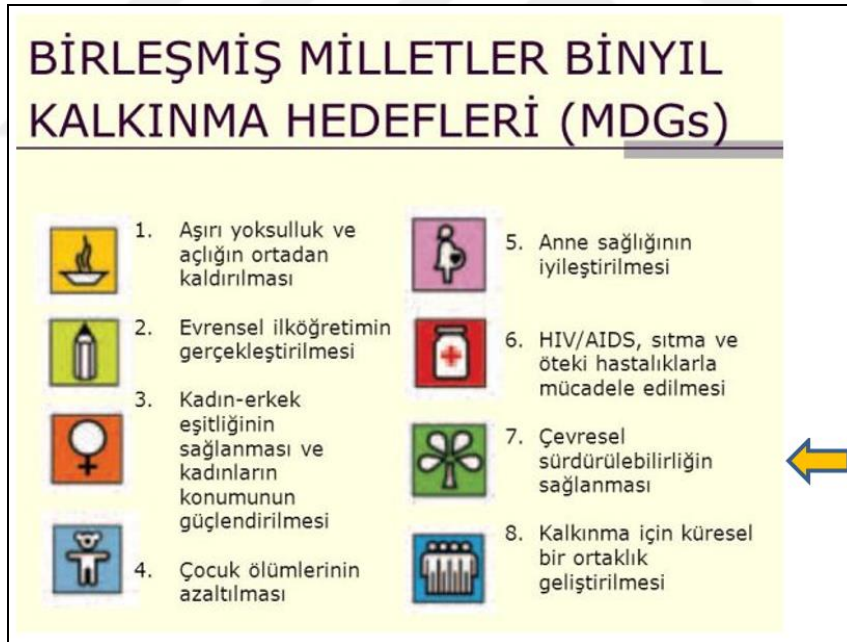 BİRLEŞMİŞ MİLLETLER BİNYIL
KALKINMA HEDEFLERİ (MDGs)
1. Aşırı yoksulluk ve
açlığın ortadan
kaldırılması
2. Evrensel ilköğretimin
gerçekleştirilmesi
3. Kadın-erkek
eşitliğinin
sağlanması ve
kadınların
konumunun
güçlendirilmesi
4. Çocuk ölümlerinin
azaltılması
5. Anne sağlığının
iyileştirilmesi
6. HIV/AIDS, sıtma ve
öteki hastalıklarla
mücadele edilmesi
7. Çevresel
sürdürülebilirliğin
sağlanması
8. Kalkınma için küresel
bir ortaklık
geliştirilmesi